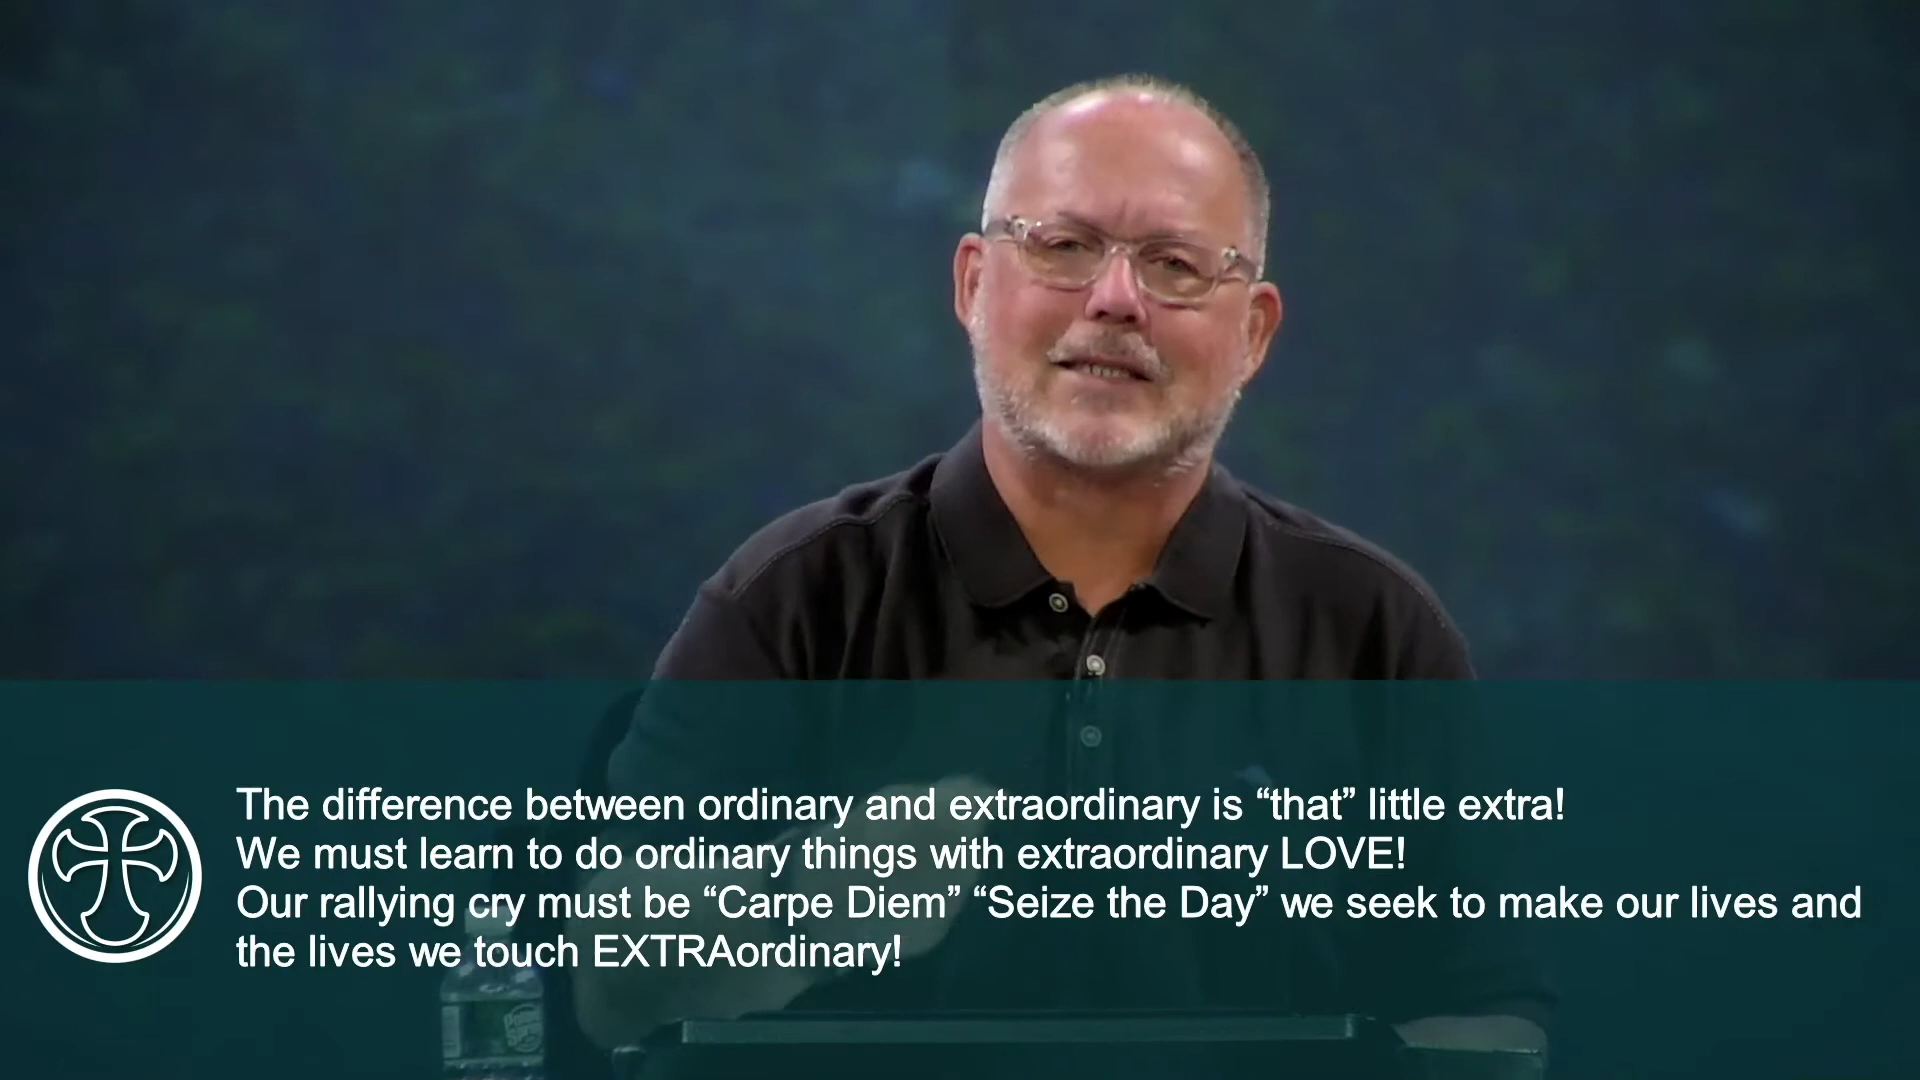 The difference between ordinary and extraordinary is “that” little extra!
We must learn to do ordinary things with extraordinary LOVE!
Our rallying cry must be “Carpe Diem” “Seize the Day” we seek to make our lives and
the lives we touch EXTRAordinary!